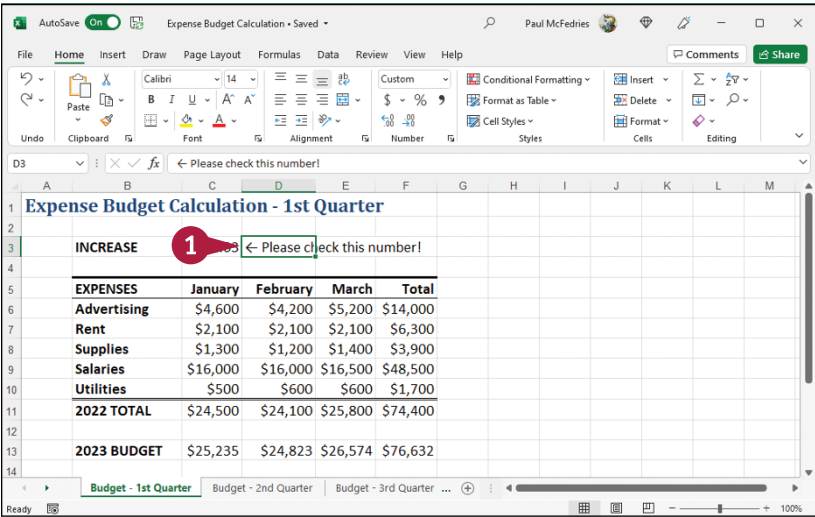 AutoSave On Expense Budget Calculation • Saved Paul McFedries
File Home Insert Draw Page Layout Formulas Data Review View Help Comments Share
Calibri 14 Custom Conditional Formatting Insert
Paste B I U A Format as Table Delete
Cell Styles Format
Undo Clipboard Font Alignment Number Styles Cells Editing
D3 fx ← Please check this number!
A B C D E F G H I J K L M
1 Expense Budget Calculation - 1st Quarter
2
3 INCREASE 1 ← Please check this number!
4
5 EXPENSES January February March Total
6 Advertising $4,600 $4,200 $5,200 $14,000
7 Rent $2,100 $2,100 $2,100 $6,300
8 Supplies $1,300 $1,200 $1,400 $3,900
9 Salaries $16,000 $16,000 $16,500 $48,500
10 Utilities $500 $600 $600 $1,700
11 2022 TOTAL $24,500 $24,100 $25,800 $74,400
12
13 2023 BUDGET $25,235 $24,823 $26,574 $76,632
14
Budget - 1st Quarter Budget - 2nd Quarter Budget - 3rd Quarter ...
Ready 100%